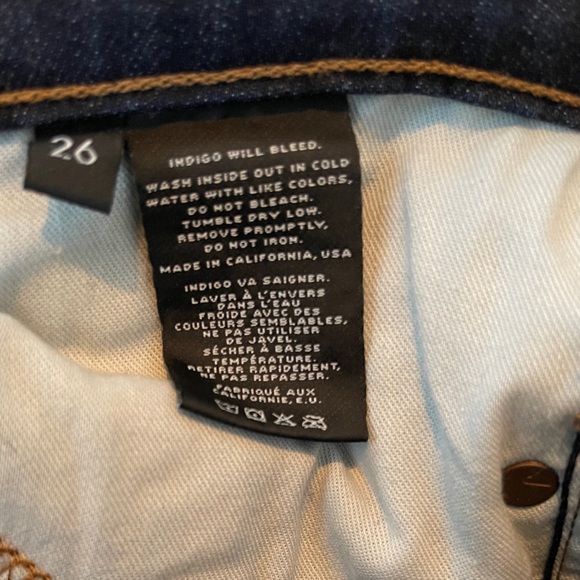 26
INDIGO WILL BLEED.
WASH INSIDE OUT IN COLD
WATER WITH LIKE COLORS,
DO NOT BLEACH.
TUMBLE DRY LOW.
REMOVE PROMPTLY,
DO NOT IRON.
MADE IN CALIFORNIA, USA
INDIGO VA SAIGNER.
LAVER À L'ENVERS
DANS L'EAU
FROIDE AVEC DES
COULEURS SEMBLABLES,
NE PAS UTILISER
DE JAVEL.
SÉCHER À BASSE
TEMPÉRATURE.
RETIRER RAPIDEMENT,
NE PAS REPASSER.
FABRIQUÉ AUX
CALIFORNIE, E.U.